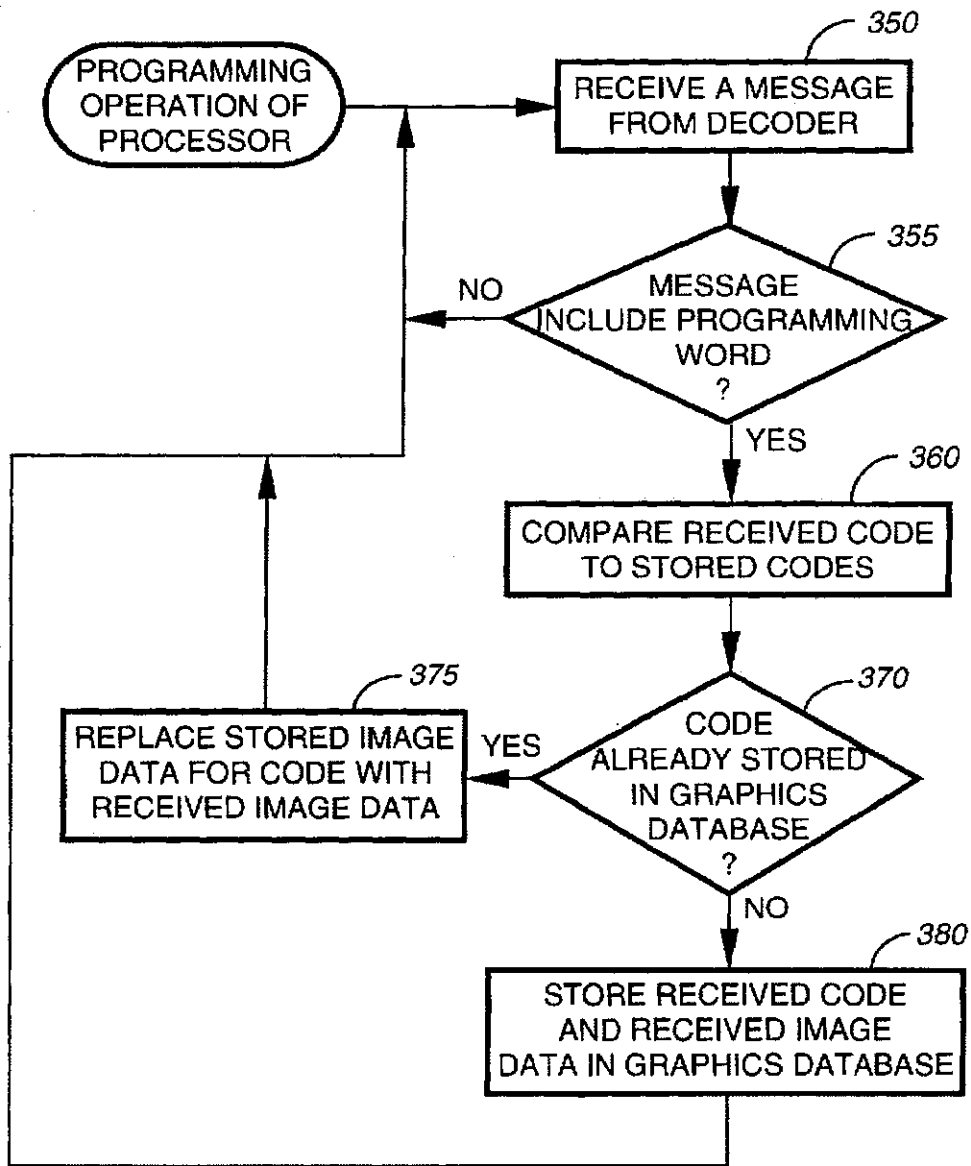 PROGRAMMING
OPERATION OF
PROCESSOR
350
RECEIVE A MESSAGE
FROM DECODER
355
MESSAGE
INCLUDE PROGRAMMING
WORD
?
NO
YES
360
COMPARE RECEIVED CODE
TO STORED CODES
370
CODE
ALREADY STORED
IN GRAPHICS
DATABASE
?
YES
375
REPLACE STORED IMAGE
DATA FOR CODE WITH
RECEIVED IMAGE DATA
NO
380
STORE RECEIVED CODE
AND RECEIVED IMAGE
DATA IN GRAPHICS DATABASE